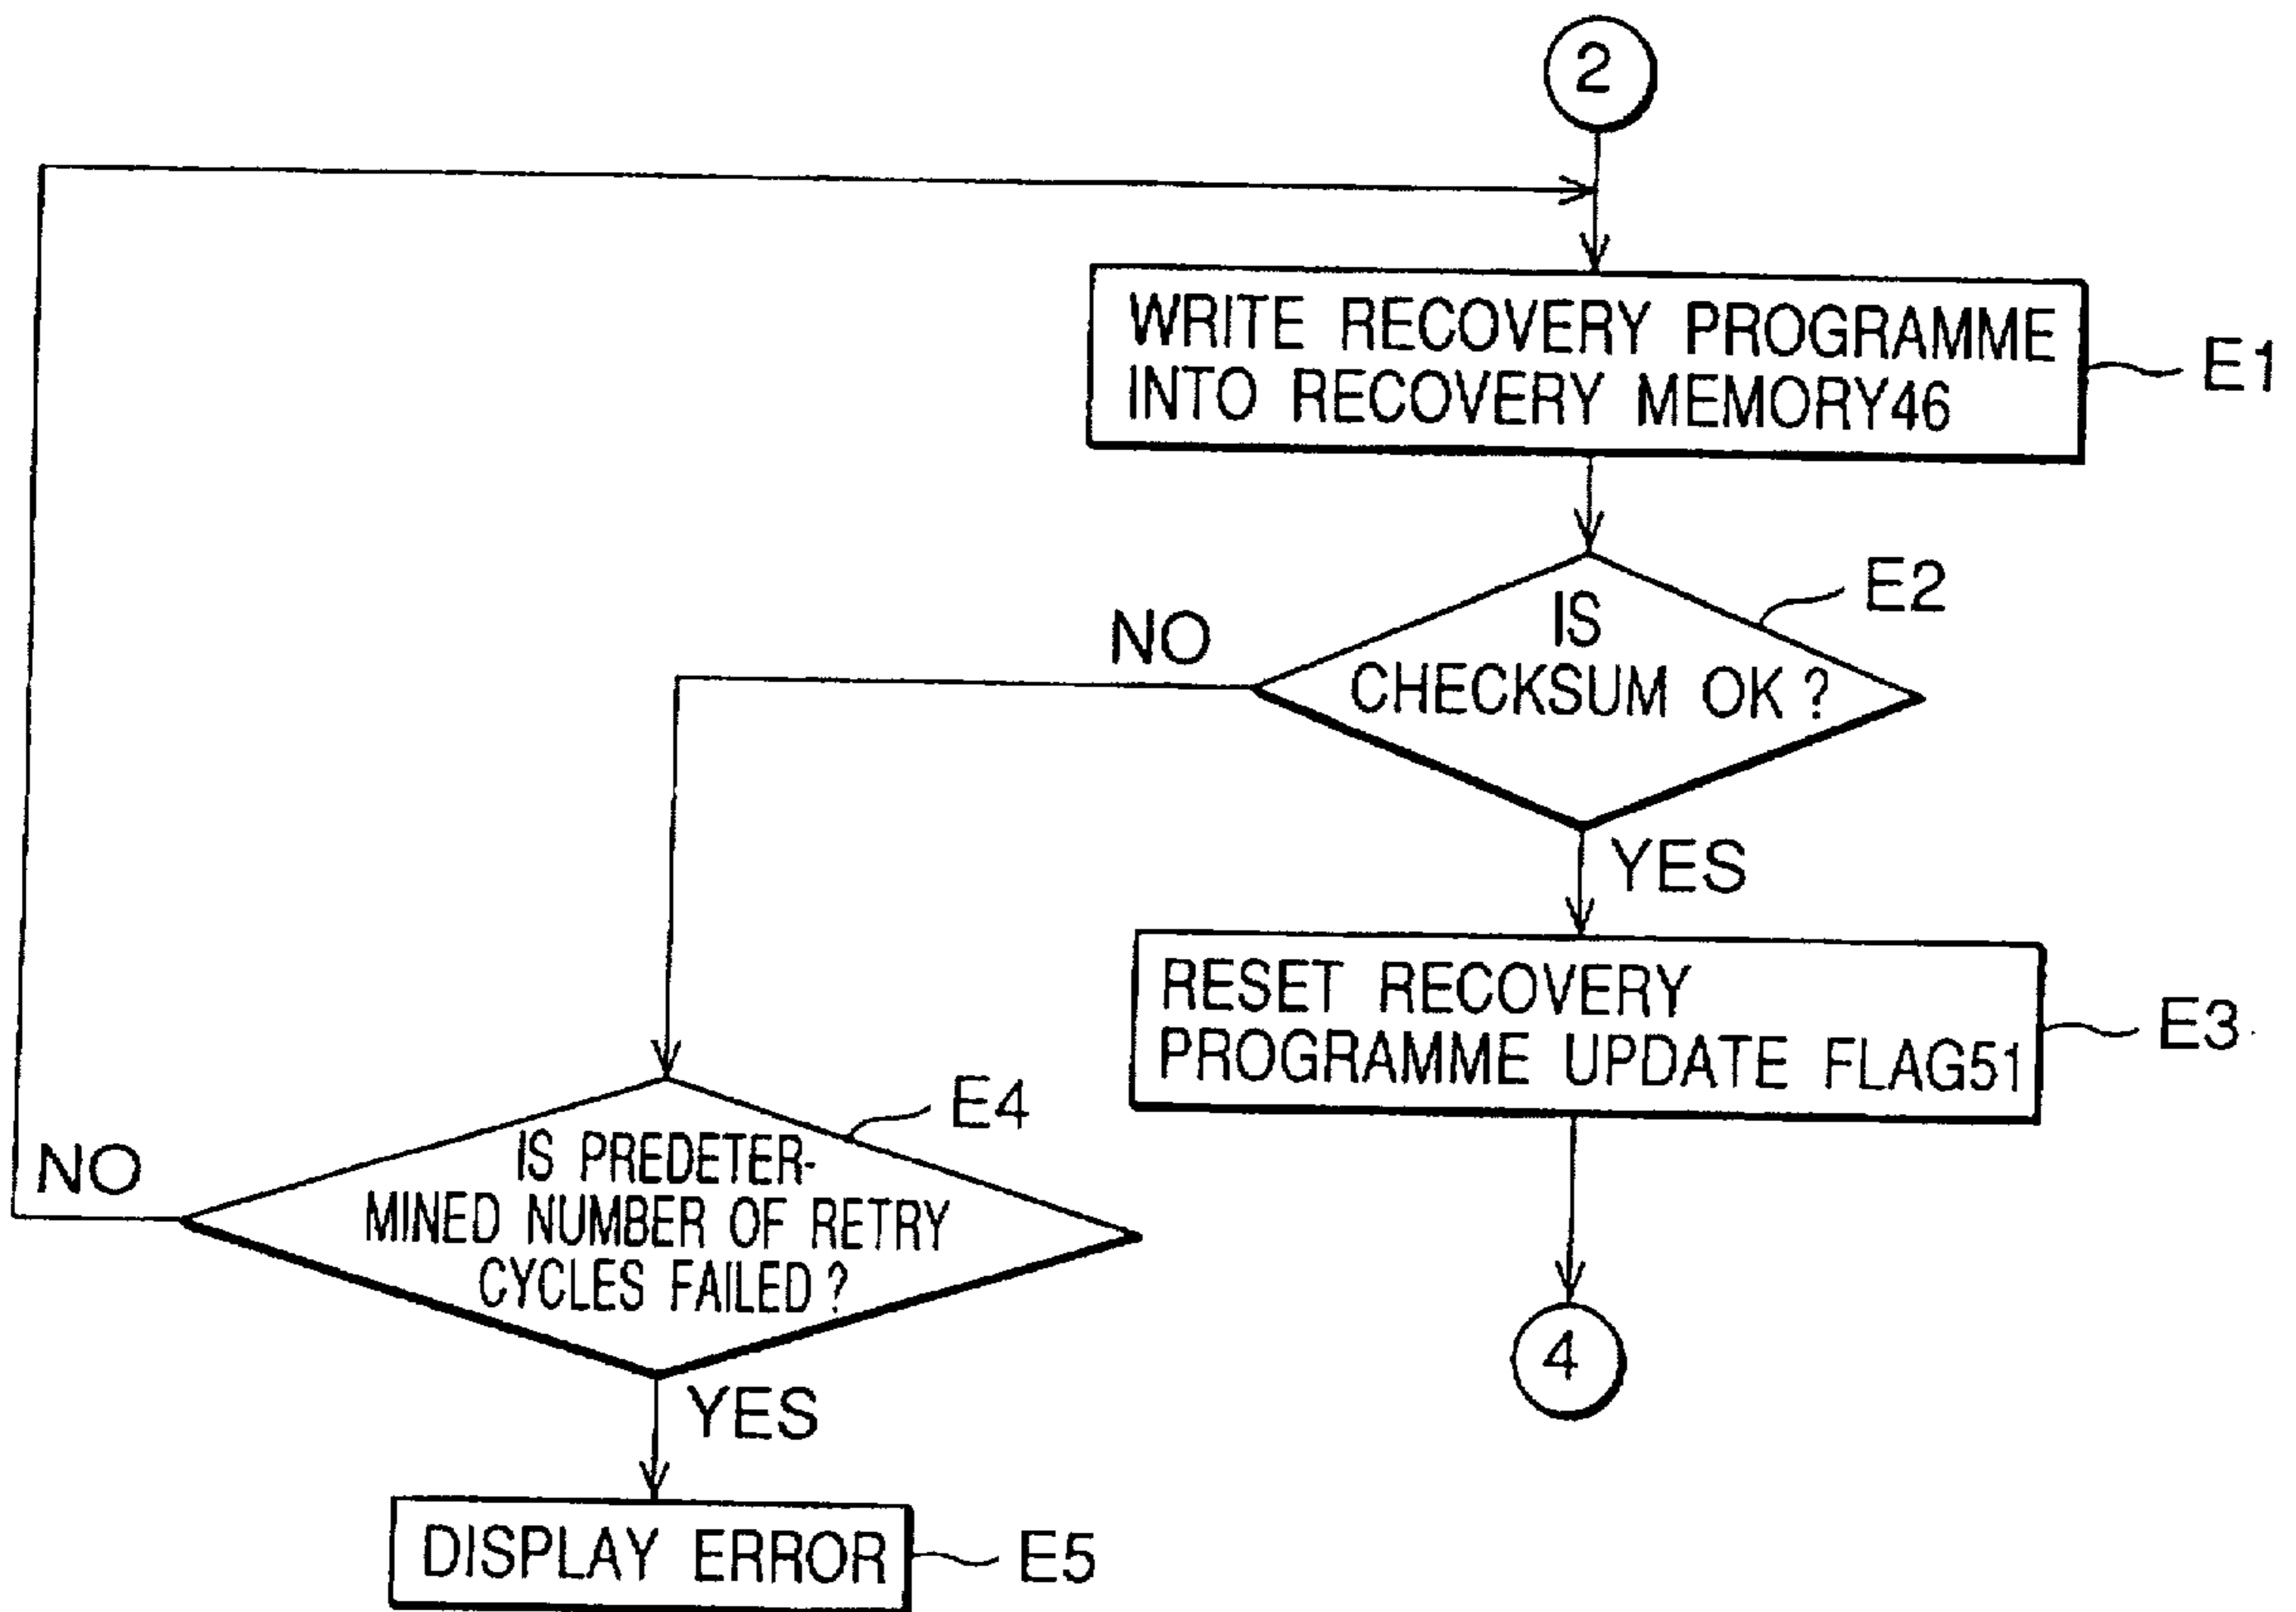 2
WRITE RECOVERY PROGRAMME
INTO RECOVERY MEMORY46
E1
E2
IS
CHECKSUM OK ?
NO
YES
RESET RECOVERY
PROGRAMME UPDATE FLAG51
E3
E4
IS PREDETER-
MINED NUMBER OF RETRY
CYCLES FAILED ?
NO
YES
4
DISPLAY ERROR
E5